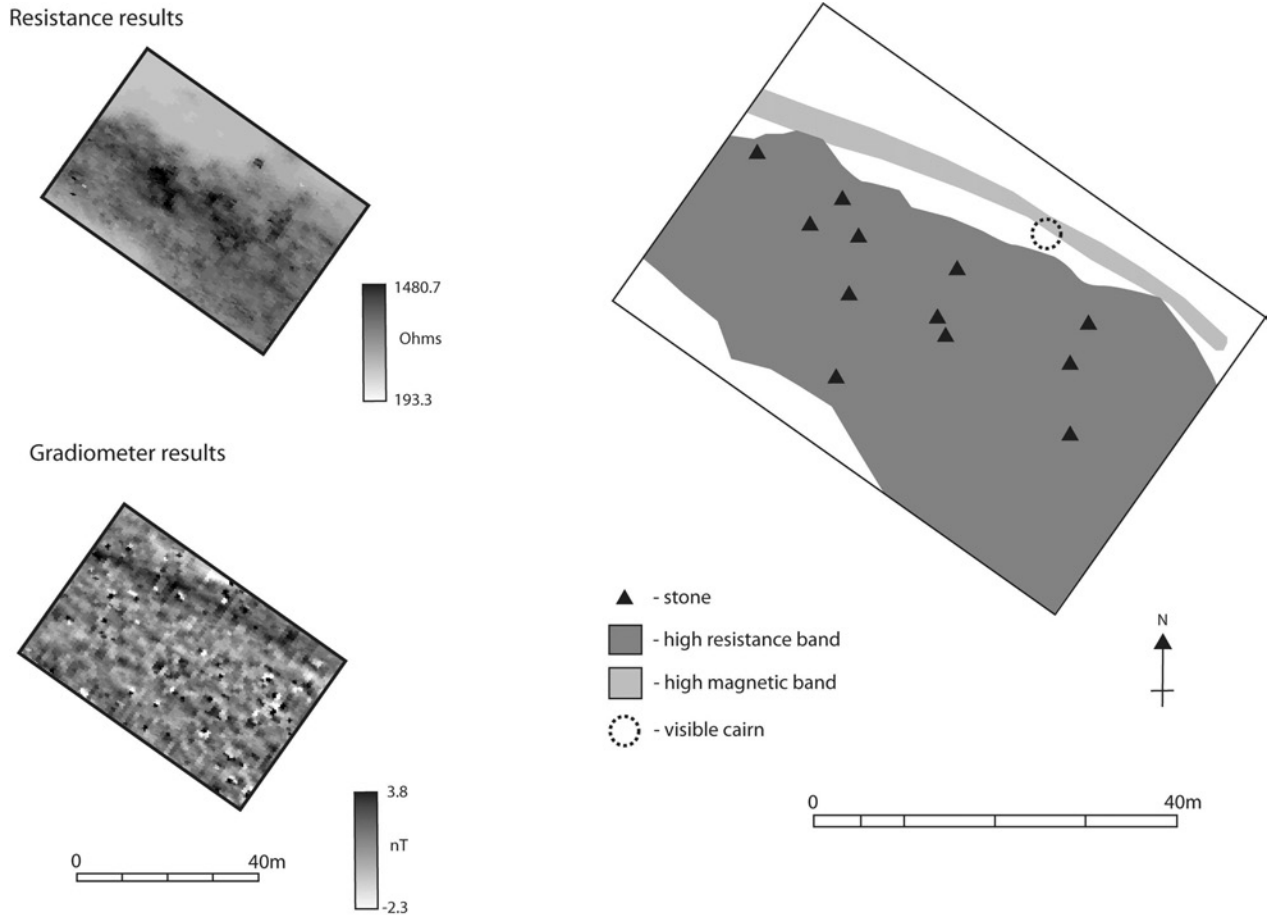 Resistance results
1480.7
Ohms
193.3
Gradiometer results
3.8
nT
-2.3
0 40m
- stone
- high resistance band
- high magnetic band
- visible cairn
N
0 40m